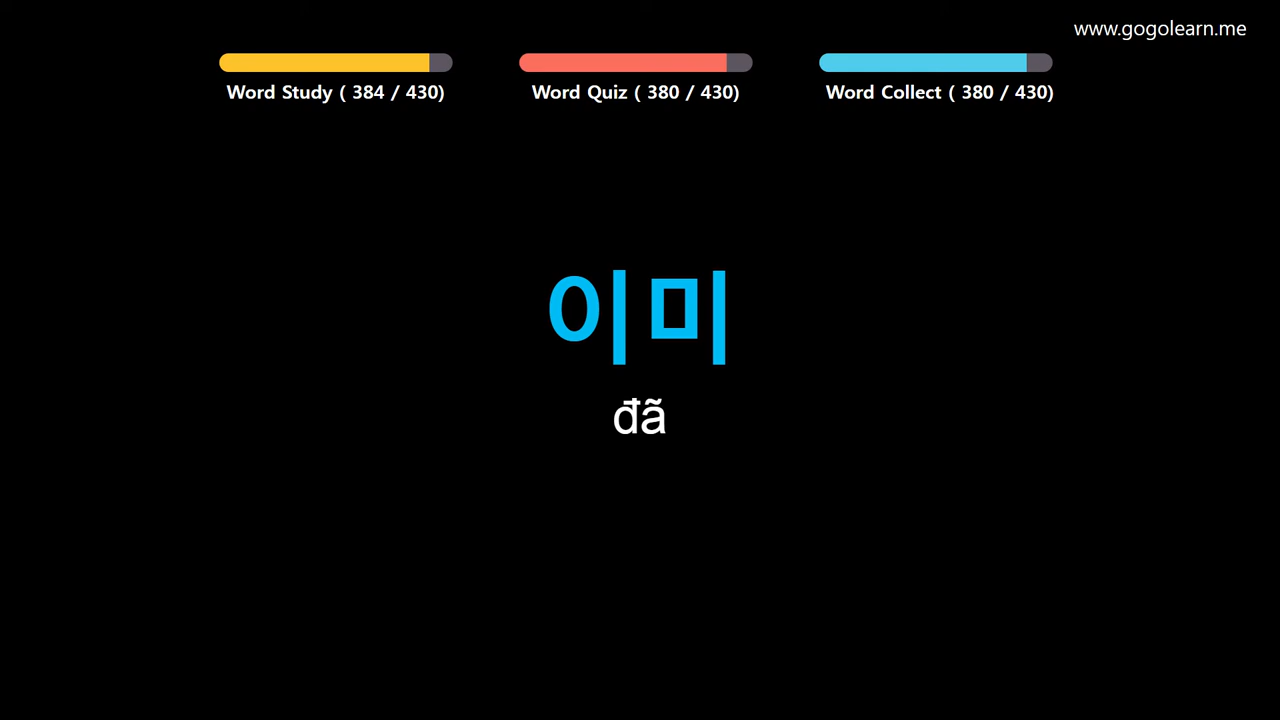 www.gogolearn.me
Word Study ( 384 / 430)
Word Quiz ( 380 / 430)
Word Collect ( 380 / 430)
이미
đã